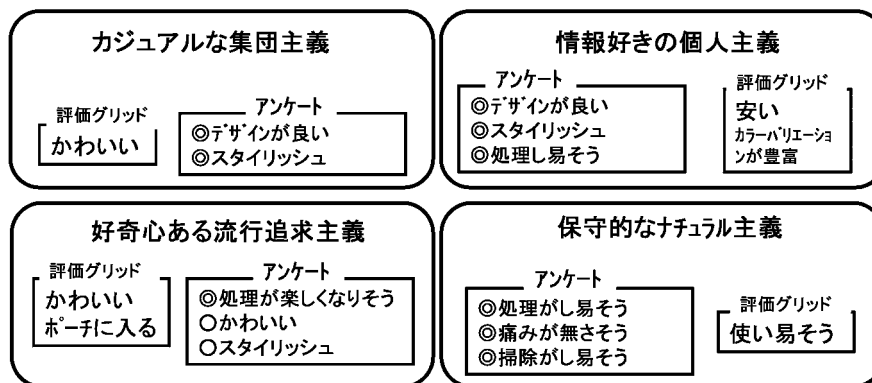 カジュアルな集団主義
評価グリッド
かわいい
アンケート
◎デザインが良い
◎スタイリッシュ
情報好きの個人主義
アンケート
◎デザインが良い
◎スタイリッシュ
◎処理し易そう
評価グリッド
安い
カラーバリエーショ
ンが豊富
好奇心ある流行追求主義
評価グリッド
かわいい
ポーチに入る
アンケート
◎処理が楽しくなりそう
○かわいい
○スタイリッシュ
保守的なナチュラル主義
アンケート
◎処理がし易そう
◎痛みが無さそう
◎掃除がし易そう
評価グリッド
使い易そう